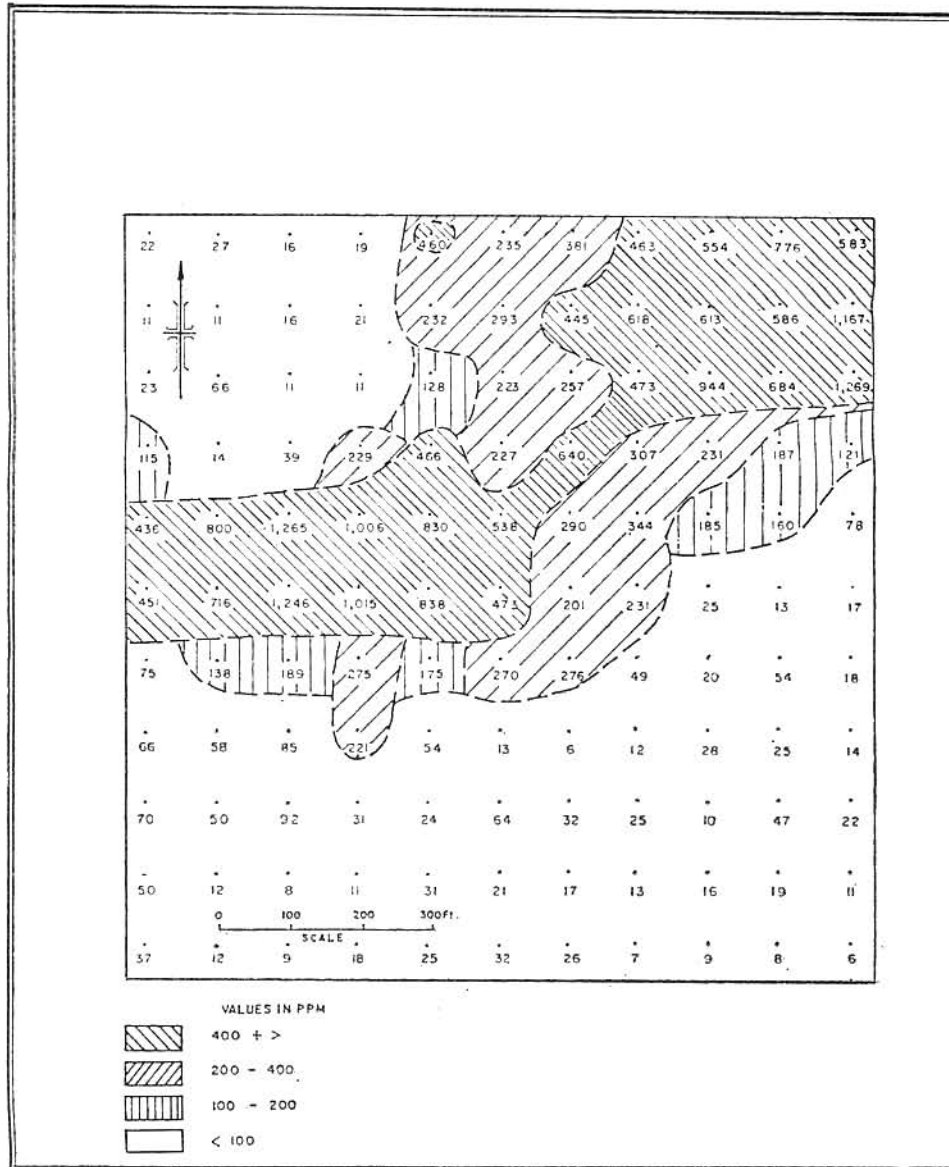 22 27 16 19 460 235 381 463 554 776 583
11 11 16 21 232 293 445 618 613 586 1,167
23 66 11 11 128 223 257 473 944 684 1,269
115 14 39 229 466 227 640 307 231 187 121
436 800 1,265 1,006 830 538 290 344 185 160 78
451 716 1,246 1,015 838 473 201 231 25 13 17
75 138 189 275 175 270 276 49 20 54 18
66 58 85 221 54 13 6 12 28 25 14
70 50 92 31 24 64 32 25 10 47 22
50 12 8 11 31 21 17 13 16 19 11
0 100 200 300Ft.
SCALE
37 12 9 18 25 32 26 7 9 8 6
VALUES IN PPM
400 + >
200 - 400
100 - 200
< 100